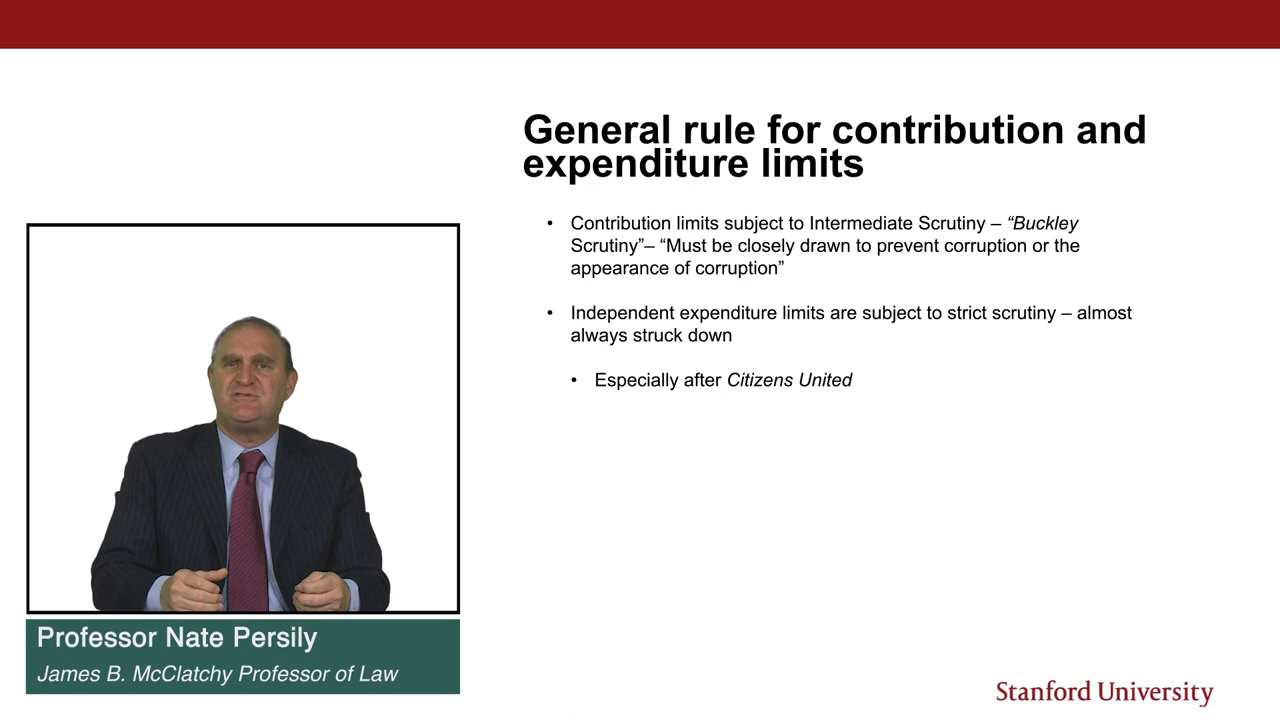 General rule for contribution and
expenditure limits
• Contribution limits subject to Intermediate Scrutiny – “Buckley
Scrutiny”– “Must be closely drawn to prevent corruption or the
appearance of corruption”
• Independent expenditure limits are subject to strict scrutiny – almost
always struck down
• Especially after Citizens United
Professor Nate Persily
James B. McClatchy Professor of Law
Stanford University